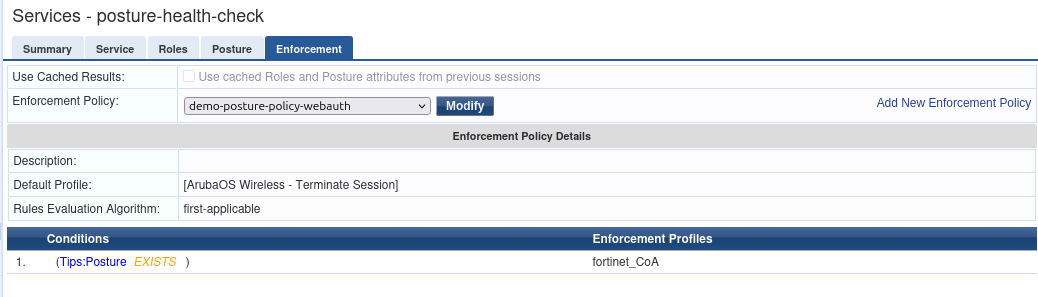 Services - posture-health-check
Summary Service Roles Posture Enforcement
Use Cached Results: Use cached Roles and Posture attributes from previous sessions
Enforcement Policy: demo-posture-policy-webauth Modify Add New Enforcement Policy
Enforcement Policy Details
Description:
Default Profile: [ArubaOS Wireless - Terminate Session]
Rules Evaluation Algorithm: first-applicable
Conditions Enforcement Profiles
1. (Tips:Posture EXISTS ) fortinet_CoA